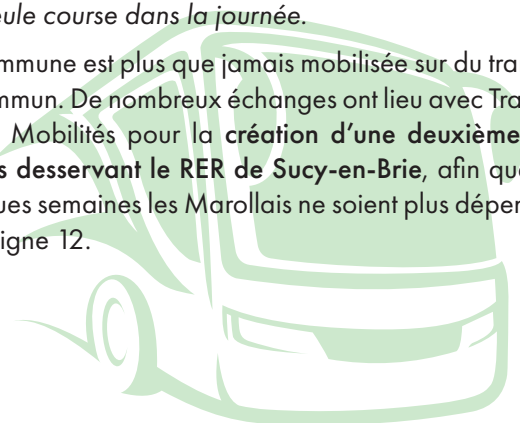 eule course dans la journée.
mmune est plus que jamais mobilisée sur du tra
mmun. De nombreux échanges ont lieu avec Tra
Mobilités pour la création d’une deuxième
s desservant le RER de Sucy-en-Brie, afin que
ues semaines les Marollais ne soient plus dépen
igne 12.